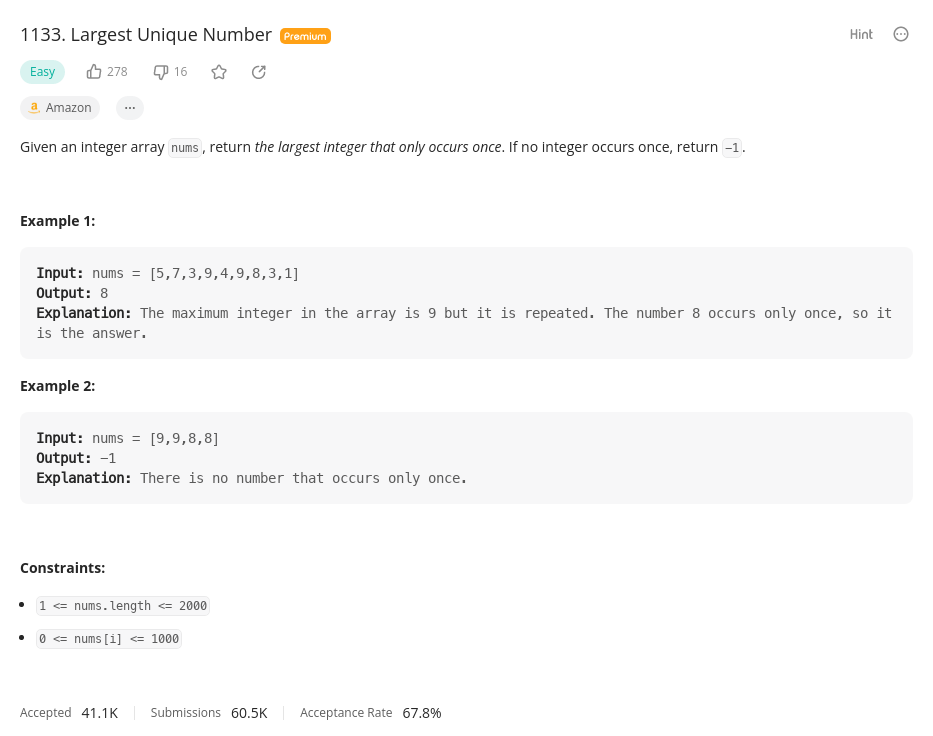 1133. Largest Unique Number Premium Hint
Easy 278 16
a Amazon ...
Given an integer array nums, return the largest integer that only occurs once. If no integer occurs once, return −1.
Example 1:
Input: nums = [5,7,3,9,4,9,8,3,1]
Output: 8
Explanation: The maximum integer in the array is 9 but it is repeated. The number 8 occurs only once, so it
is the answer.
Example 2:
Input: nums = [9,9,8,8]
Output: −1
Explanation: There is no number that occurs only once.
Constraints:
• 1 <= nums.length <= 2000
• 0 <= nums[i] <= 1000
Accepted 41.1K Submissions 60.5K Acceptance Rate 67.8%